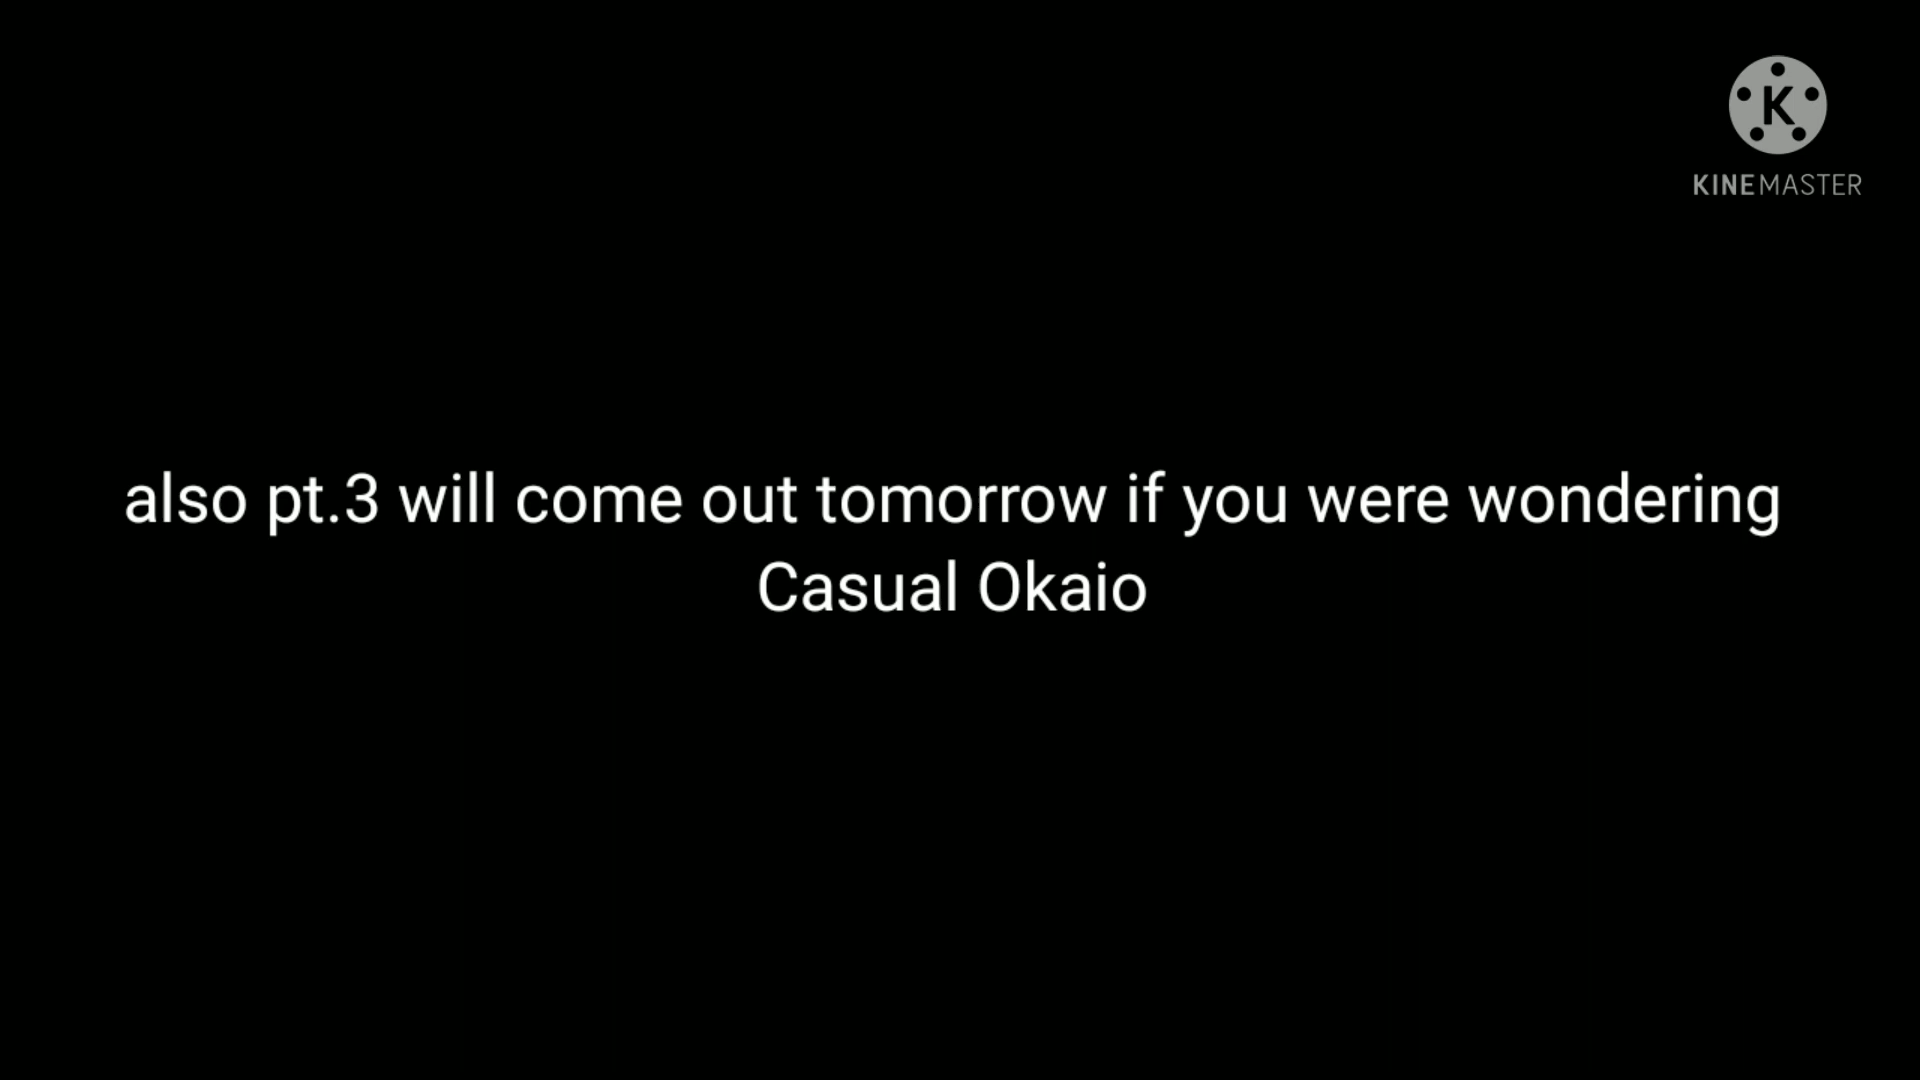 K
KINEMASTER
also pt.3 will come out tomorrow if you were wondering
Casual Okaio